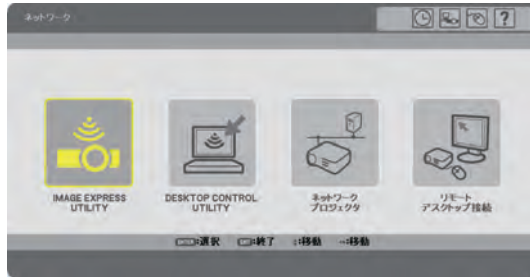 ネットワーク
?
IMAGE EXPRESS
UTILITY
DESKTOP CONTROL
UTILITY
ネットワーク
プロジェクタ
リモート
デスクトップ接続
ENTER:選択 EXIT:終了 ↕:移動 ↔:移動